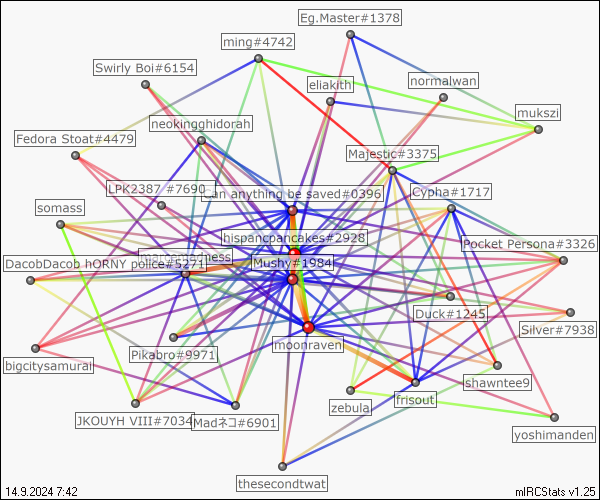 Eg.Master#1378
ming#4742
Swirly Boi#6154
normalwan
eliakith
mukszi
neokingghidorah
Fedora Stoat#4479
Majestic#3375
LPK2387 #7690
Can anything be saved#0396
Cypha#1717
somass
hispancpancakes#2928
Pocket Persona#3326
marcomadness
DacobDacob hORNY police#5271
Mushy#1984
Duck#1245
Silver#7938
moonraven
Pikabro#9971
bigcitysamurai
shawntee9
frisout
zebula
JKOUYH VIII#7034
Madネコ#6901
yoshimanden
thesecondtwat
14.9.2024 7:42
mIRCStats v1.25